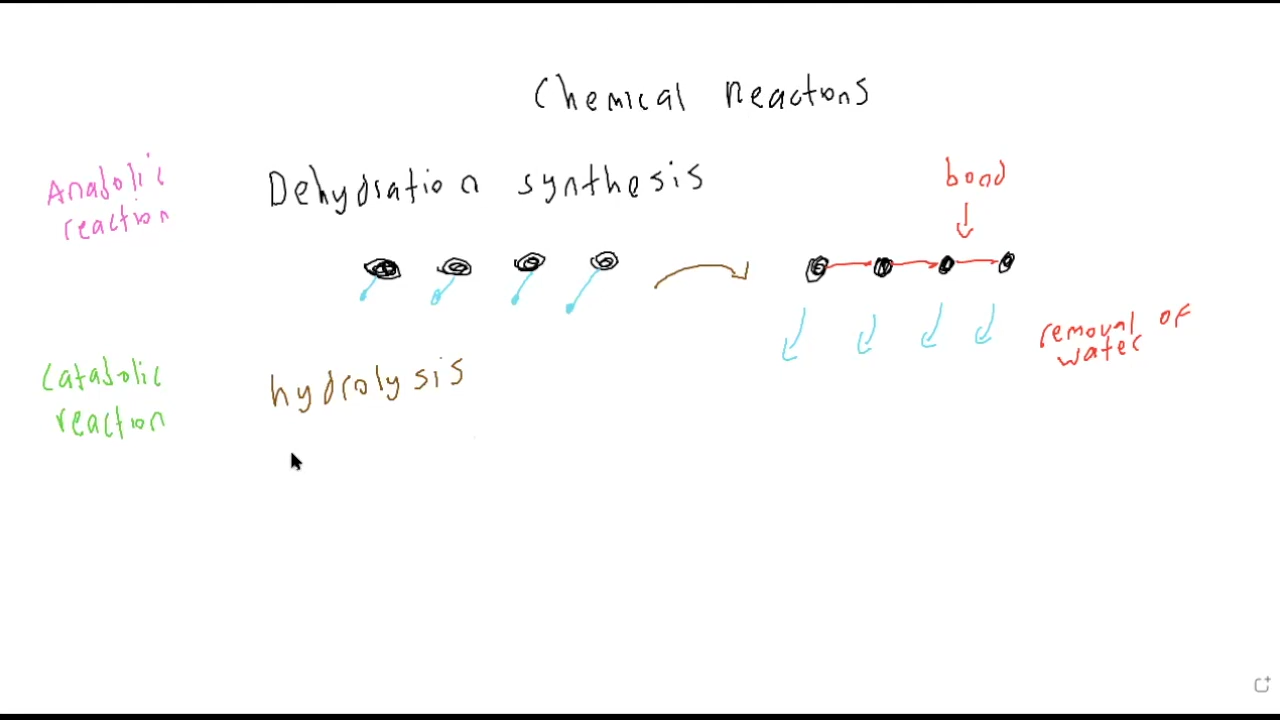 Chemical reactions
Anabolic
reaction
Dehydration synthesis
bond
removal of
water
Catabolic
reaction
hydrolysis